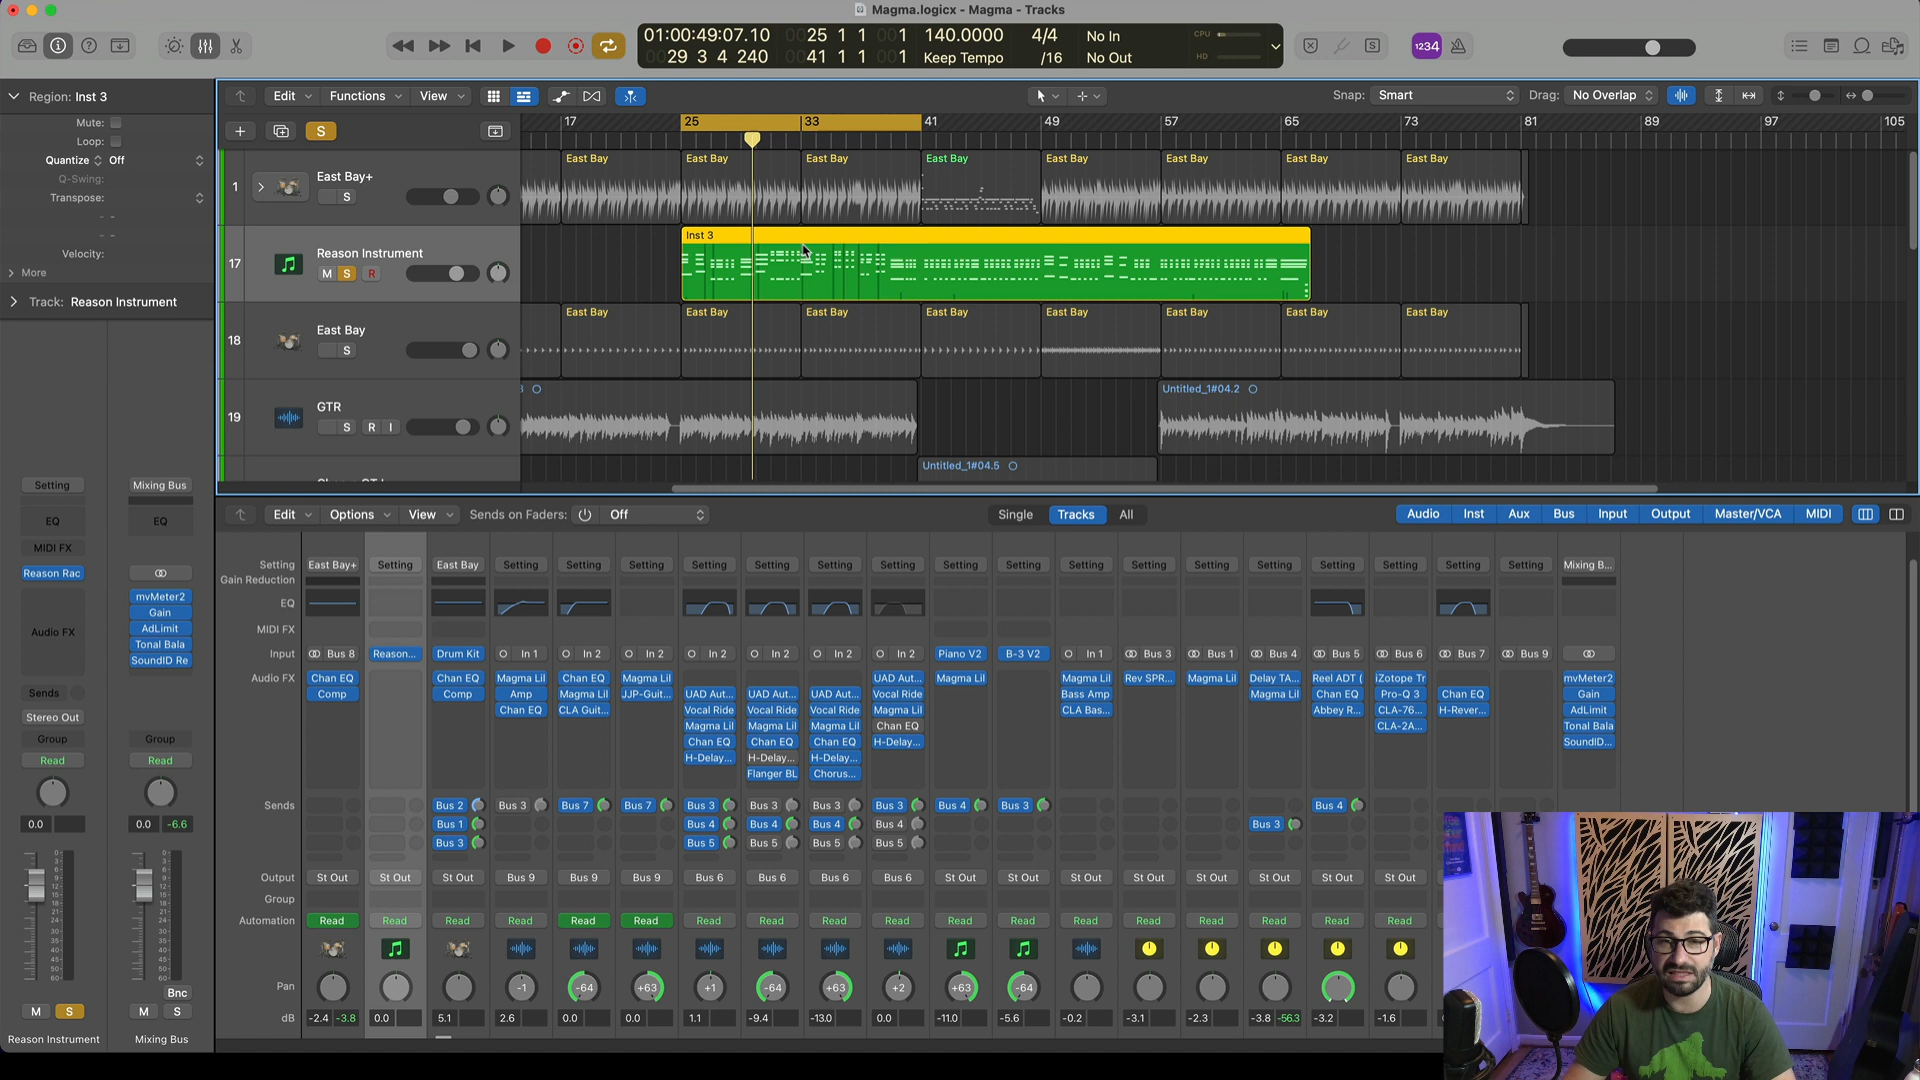 Magma.logicx - Magma - Tracks
01:00:49:07.10 0025 1 1 001 140.0000 4/4 No In CPU
0029 3 4 240 0041 1 1 001 Keep Tempo /16 No Out HD
1234
Region: Inst 3
Mute:
Loop:
Quantize Off
Q-Swing:
Transpose:
Velocity:
More
Track: Reason Instrument
Edit Functions View
Snap: Smart Drag: No Overlap
S
17 25 33 41 49 57 65 73 81 89 97 105
1 East Bay+
S
East Bay East Bay East Bay East Bay East Bay East Bay East Bay East Bay
17 Reason Instrument
M S R
Inst 3
18 East Bay
S
East Bay East Bay East Bay East Bay East Bay East Bay East Bay East Bay
19 GTR
S R I
Untitled_1#04.2
Untitled_1#04.5
Edit Options View Sends on Faders: Off
Single Tracks All
Audio Inst Aux Bus Input Output Master/VCA MIDI
Setting Mixing Bus
EQ EQ
MIDI FX
Reason Rac
mvMeter2
Gain
Audio FX AdLimit
Tonal Bala
SoundID Re
Sends
Stereo Out
Group Group
Read Read
0.0 0.0 -6.6
Bnc
M S M S
Reason Instrument Mixing Bus
Setting East Bay+ Setting East Bay Setting Setting Setting Setting Setting Setting Setting Setting Setting Setting Setting Setting Setting Setting Setting Setting Setting Mixing B...
Gain Reduction
EQ
MIDI FX
Input Bus 8 Reason... Drum Kit In 1 In 2 In 2 In 2 In 2 In 2 In 2 Piano V2 B-3 V2 In 1 Bus 3 Bus 1 Bus 4 Bus 5 Bus 6 Bus 7 Bus 9
Audio FX Chan EQ Chan EQ Magma Lil Chan EQ Magma Lil UAD Aut... Magma Lil Magma Lil Rev SPR... Magma Lil Delay TA... Reel ADT ( iZotope Tr mvMeter2
Comp Comp Amp Magma Lil JJP-Guit... UAD Aut... UAD Aut... UAD Aut... Vocal Ride Bass Amp Magma Lil Chan EQ Pro-Q 3 Chan EQ Gain
Chan EQ CLA Guit... Vocal Ride Vocal Ride Vocal Ride Magma Lil CLA Bas... Abbey R... CLA-76... H-Rever... AdLimit
Magma Lil Magma Lil Magma Lil Chan EQ CLA-2A... Tonal Bala
Chan EQ Chan EQ Chan EQ H-Delay... SoundID...
H-Delay... H-Delay... H-Delay...
Flanger BL Chorus...
Sends Bus 2 Bus 3 Bus 7 Bus 7 Bus 3 Bus 3 Bus 3 Bus 3 Bus 4 Bus 3 Bus 4
Bus 1 Bus 4 Bus 4 Bus 4 Bus 4 Bus 3
Bus 3 Bus 5 Bus 5 Bus 5 Bus 5
Output St Out St Out St Out Bus 9 Bus 9 Bus 9 Bus 6 Bus 6 Bus 6 Bus 6 St Out St Out St Out St Out St Out St Out St Out St Out
Group
Automation Read Read Read Read Read Read Read Read Read Read Read Read Read Read Read Read Read Read
Pan -1 -64 +63 +1 -64 +63 +2 +63 -64
dB -2.4 -3.8 0.0 5.1 2.6 0.0 0.0 1.1 -9.4 -13.0 0.0 -11.0 -5.6 -0.2 -3.1 -2.3 -3.8 -56.3 -3.2 -1.6